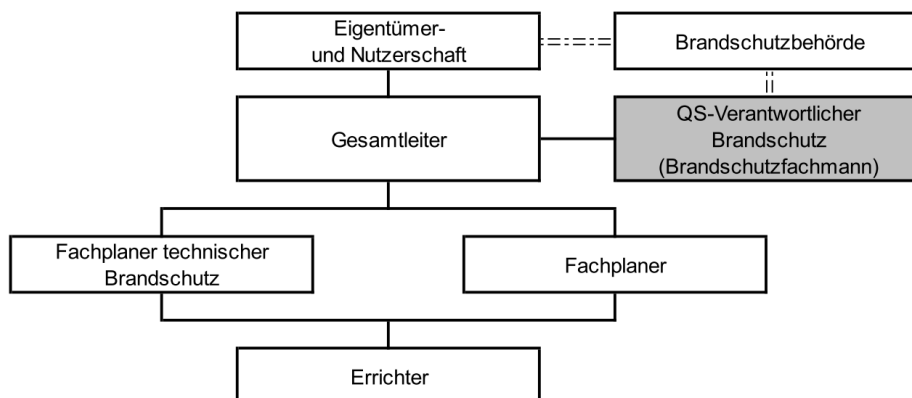 Eigentümer-
und Nutzerschaft
Brandschutzbehörde
Gesamtleiter
QS-Verantwortlicher
Brandschutz
(Brandschutzfachmann)
Fachplaner technischer
Brandschutz
Fachplaner
Errichter